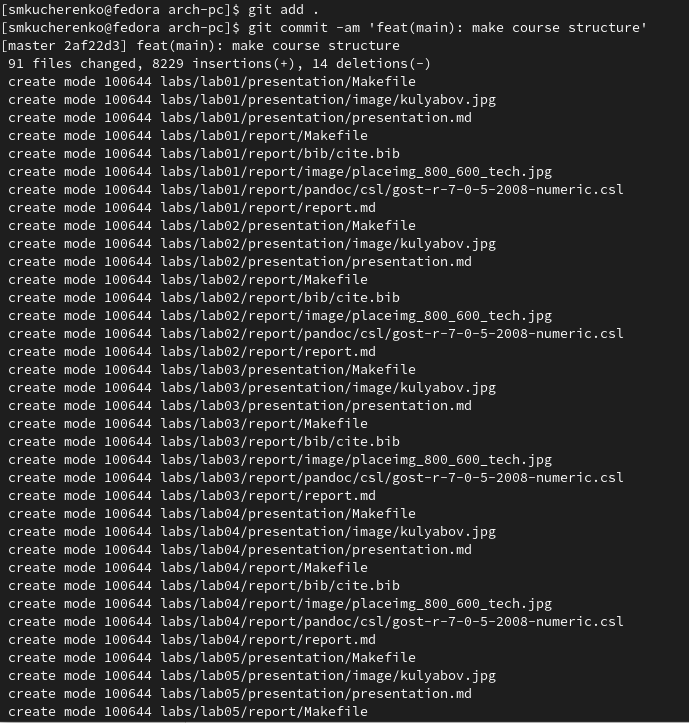 [smkucherenko@fedora arch-pc]$ git add .
[smkucherenko@fedora arch-pc]$ git commit -am 'feat(main): make course structure'
[master 2af22d3] feat(main): make course structure
 91 files changed, 8229 insertions(+), 14 deletions(-)
 create mode 100644 labs/lab01/presentation/Makefile
 create mode 100644 labs/lab01/presentation/image/kulyabov.jpg
 create mode 100644 labs/lab01/presentation/presentation.md
 create mode 100644 labs/lab01/report/Makefile
 create mode 100644 labs/lab01/report/bib/cite.bib
 create mode 100644 labs/lab01/report/image/placeimg_800_600_tech.jpg
 create mode 100644 labs/lab01/report/pandoc/csl/gost-r-7-0-5-2008-numeric.csl
 create mode 100644 labs/lab01/report/report.md
 create mode 100644 labs/lab02/presentation/Makefile
 create mode 100644 labs/lab02/presentation/image/kulyabov.jpg
 create mode 100644 labs/lab02/presentation/presentation.md
 create mode 100644 labs/lab02/report/Makefile
 create mode 100644 labs/lab02/report/bib/cite.bib
 create mode 100644 labs/lab02/report/image/placeimg_800_600_tech.jpg
 create mode 100644 labs/lab02/report/pandoc/csl/gost-r-7-0-5-2008-numeric.csl
 create mode 100644 labs/lab02/report/report.md
 create mode 100644 labs/lab03/presentation/Makefile
 create mode 100644 labs/lab03/presentation/image/kulyabov.jpg
 create mode 100644 labs/lab03/presentation/presentation.md
 create mode 100644 labs/lab03/report/Makefile
 create mode 100644 labs/lab03/report/bib/cite.bib
 create mode 100644 labs/lab03/report/image/placeimg_800_600_tech.jpg
 create mode 100644 labs/lab03/report/pandoc/csl/gost-r-7-0-5-2008-numeric.csl
 create mode 100644 labs/lab03/report/report.md
 create mode 100644 labs/lab04/presentation/Makefile
 create mode 100644 labs/lab04/presentation/image/kulyabov.jpg
 create mode 100644 labs/lab04/presentation/presentation.md
 create mode 100644 labs/lab04/report/Makefile
 create mode 100644 labs/lab04/report/bib/cite.bib
 create mode 100644 labs/lab04/report/image/placeimg_800_600_tech.jpg
 create mode 100644 labs/lab04/report/pandoc/csl/gost-r-7-0-5-2008-numeric.csl
 create mode 100644 labs/lab04/report/report.md
 create mode 100644 labs/lab05/presentation/Makefile
 create mode 100644 labs/lab05/presentation/image/kulyabov.jpg
 create mode 100644 labs/lab05/presentation/presentation.md
 create mode 100644 labs/lab05/report/Makefile